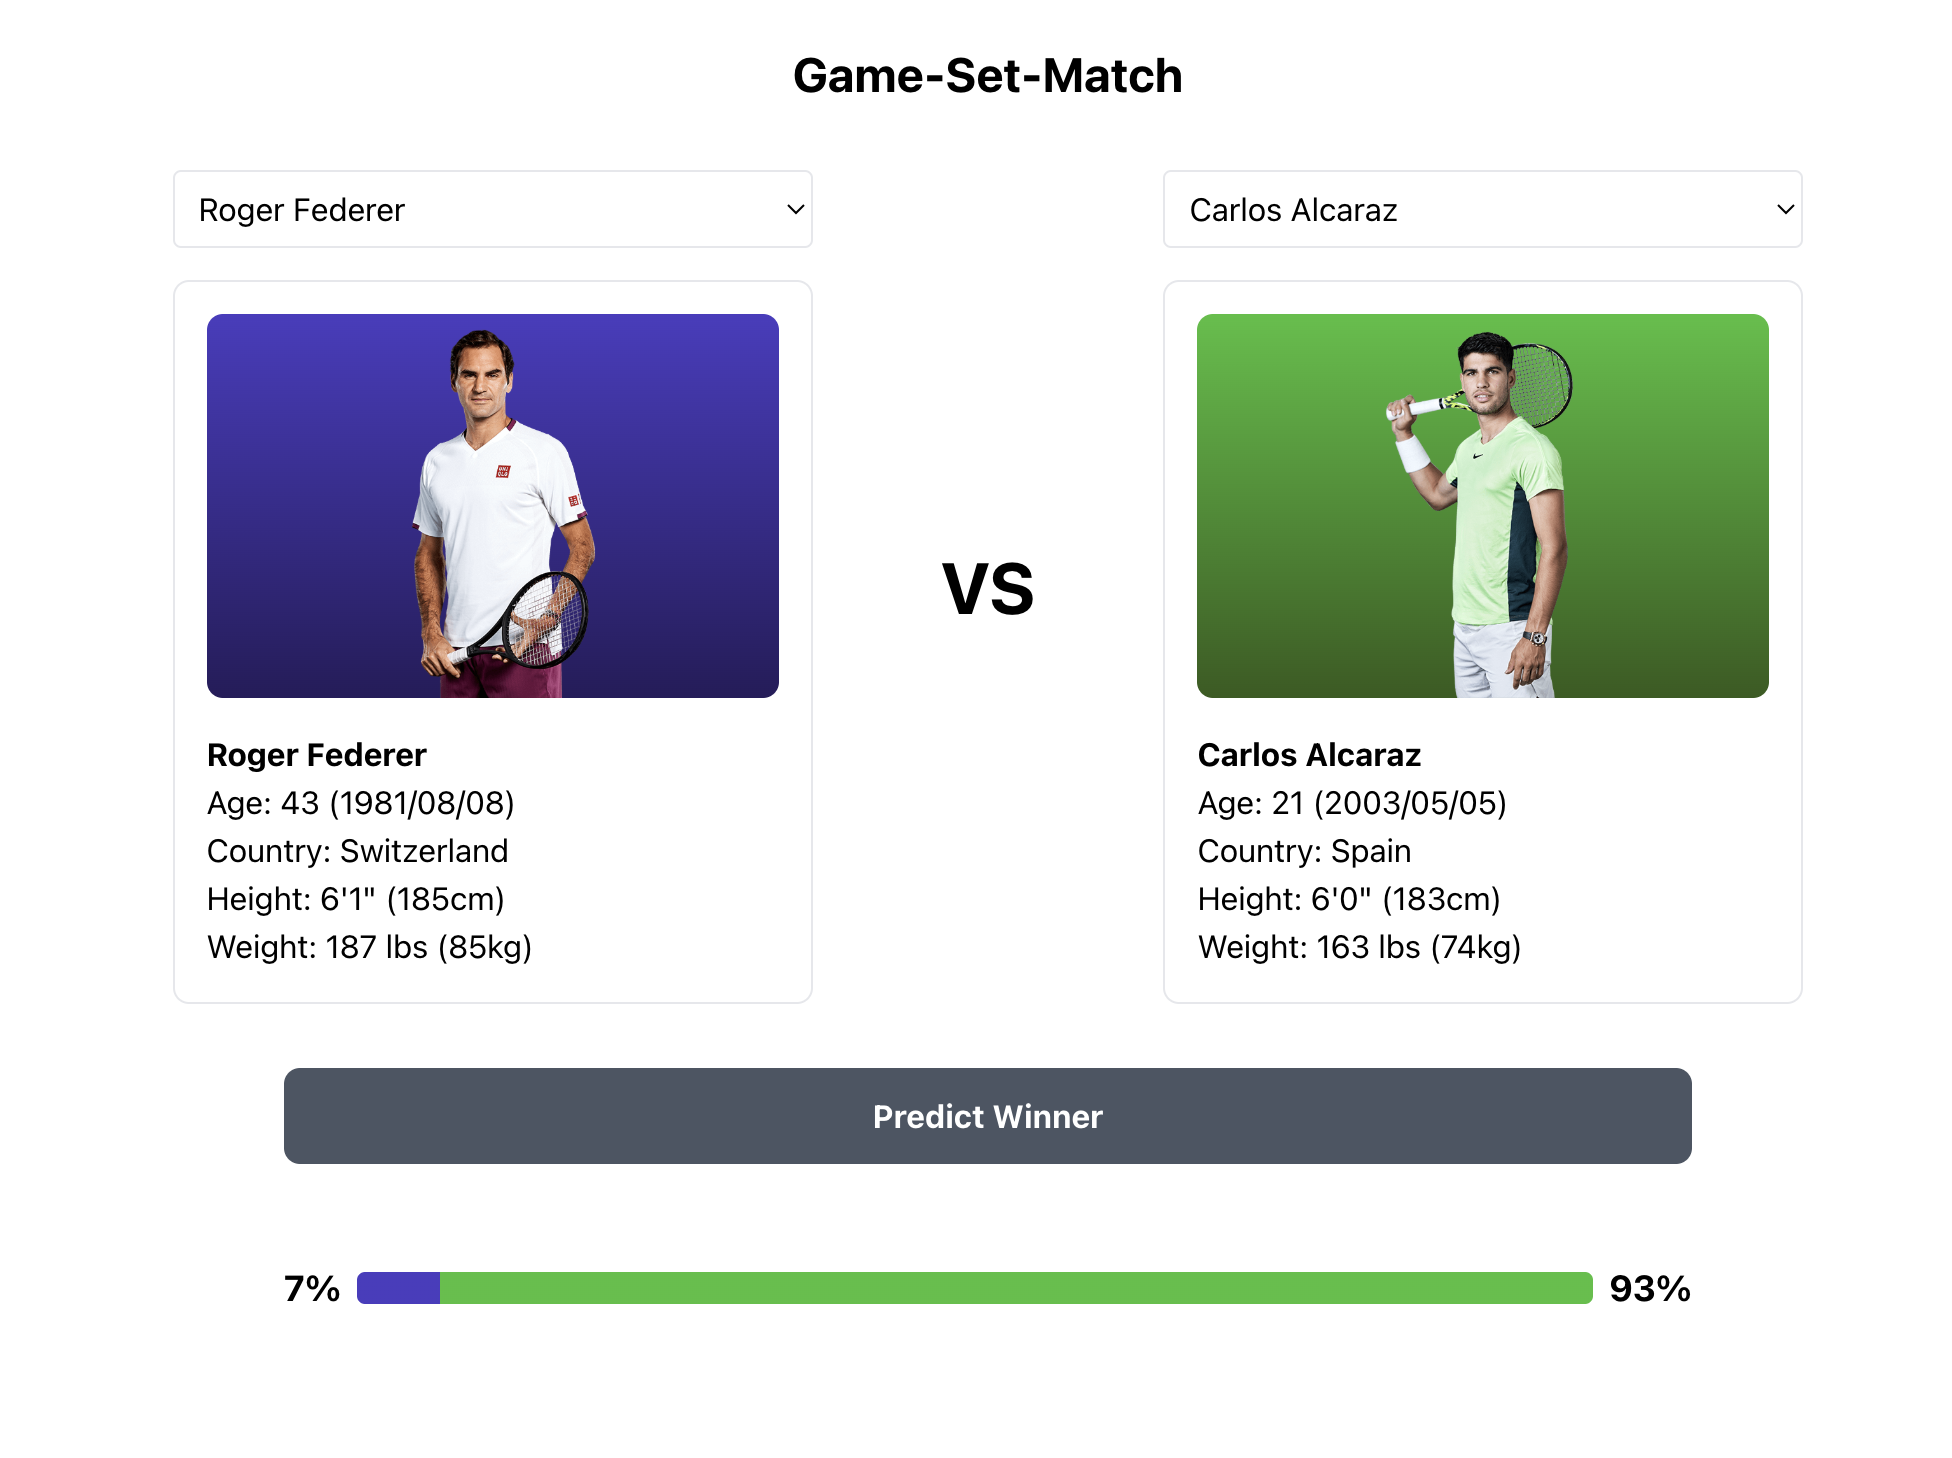 Game-Set-Match
Roger Federer
Carlos Alcaraz
VS
Roger Federer
Age: 43 (1981/08/08)
Country: Switzerland
Height: 6'1" (185cm)
Weight: 187 lbs (85kg)
Carlos Alcaraz
Age: 21 (2003/05/05)
Country: Spain
Height: 6'0" (183cm)
Weight: 163 lbs (74kg)
Predict Winner
7%
93%